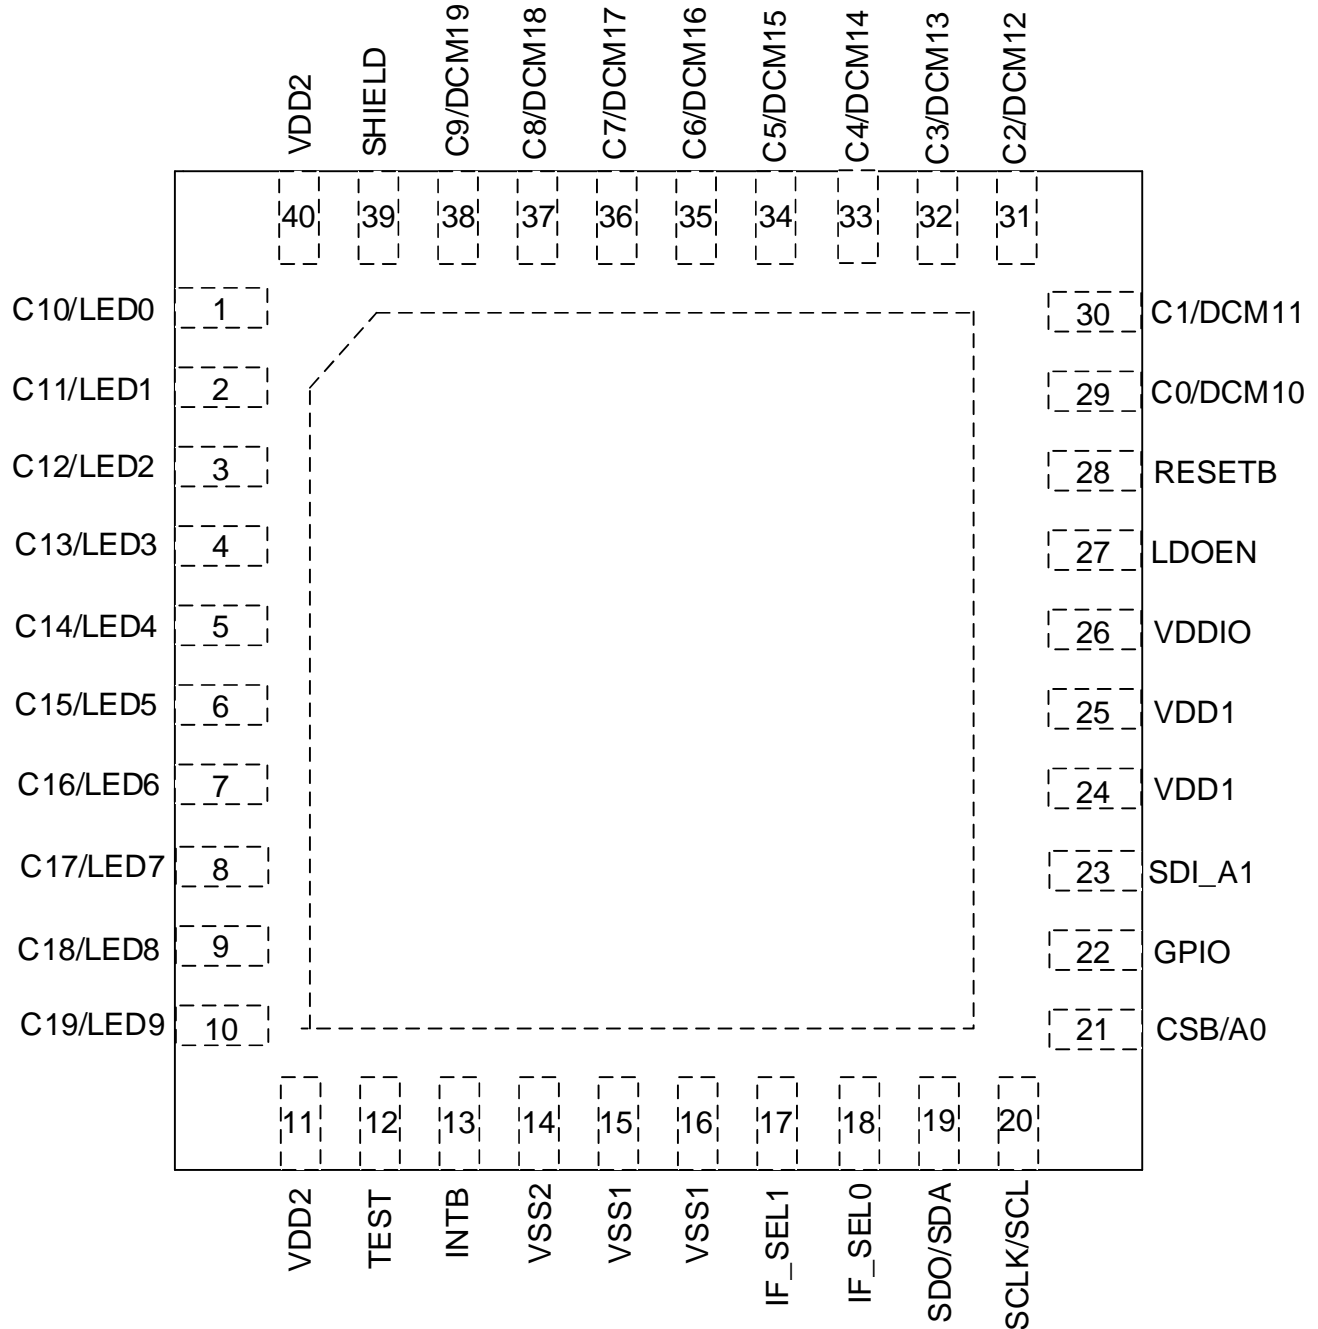 VDD2
SHIELD
C9/DCM19
C8/DCM18
C7/DCM17
C6/DCM16
C5/DCM15
C4/DCM14
C3/DCM13
C2/DCM12
40
39
38
37
36
35
34
33
32
31
C10/LED0 1
30 C1/DCM11
C11/LED1 2
29 C0/DCM10
C12/LED2 3
28 RESETB
C13/LED3 4
27 LDOEN
C14/LED4 5
26 VDDIO
C15/LED5 6
25 VDD1
C16/LED6 7
24 VDD1
C17/LED7 8
23 SDI_A1
C18/LED8 9
22 GPIO
C19/LED9 10
21 CSB/A0
11
12
13
14
15
16
17
18
19
20
VDD2
TEST
INTB
VSS2
VSS1
VSS1
IF_SEL1
IF_SEL0
SDO/SDA
SCLK/SCL